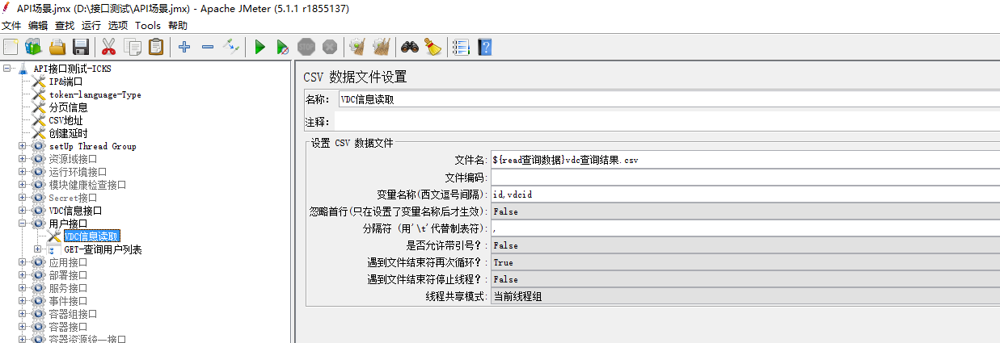 API场景.jmx (D:\接口测试\API场景.jmx) - Apache JMeter (5.1.1 r1855137)
文件 编辑 查找 运行 选项 Tools 帮助
STOP
?
API接口测试-ICKS
IP&端口
token-language-Type
分页信息
CSV地址
创建延时
setUp Thread Group
资源域接口
运行环境接口
模块健康检查接口
Secret接口
VDC信息接口
用户接口
VDC信息读取
GET-查询用户列表
应用接口
部署接口
服务接口
事件接口
容器组接口
容器接口
容器资源统一接口
CSV 数据文件设置
名称: VDC信息读取
注释:
设置 CSV 数据文件
文件名: ${read查询数据}vdc查询结果.csv
文件编码:
变量名称(西文逗号间隔): id,vdcid
忽略首行(只在设置了变量名称后才生效): False
分隔符 (用'\t'代替制表符): ,
是否允许带引号?: False
遇到文件结束符再次循环?: True
遇到文件结束符停止线程?: False
线程共享模式: 当前线程组